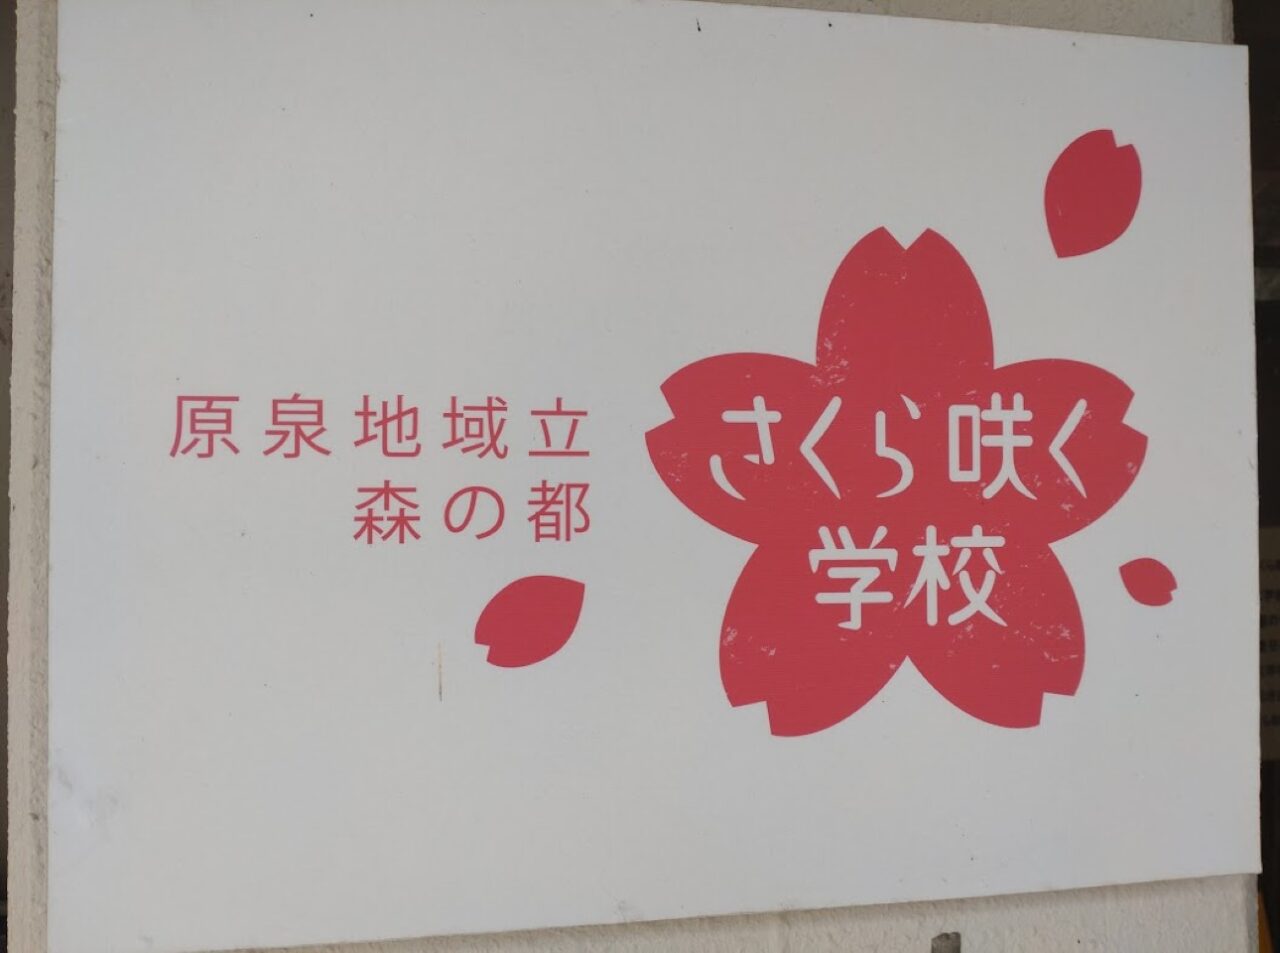 原泉地域立
森の都
さくら咲く
学校